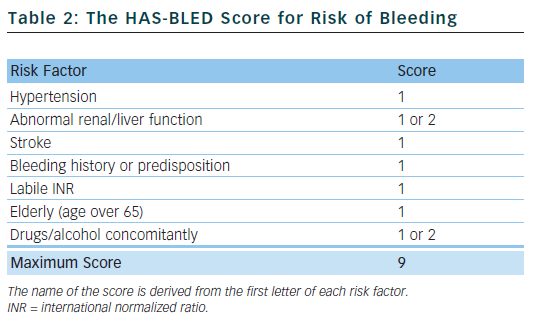 Table 2: The HAS-BLED Score for Risk of Bleeding
Risk Factor Score
Hypertension 1
Abnormal renal/liver function 1 or 2
Stroke 1
Bleeding history or predisposition 1
Labile INR 1
Elderly (age over 65) 1
Drugs/alcohol concomitantly 1 or 2
Maximum Score 9
The name of the score is derived from the first letter of each risk factor.
INR = international normalized ratio.